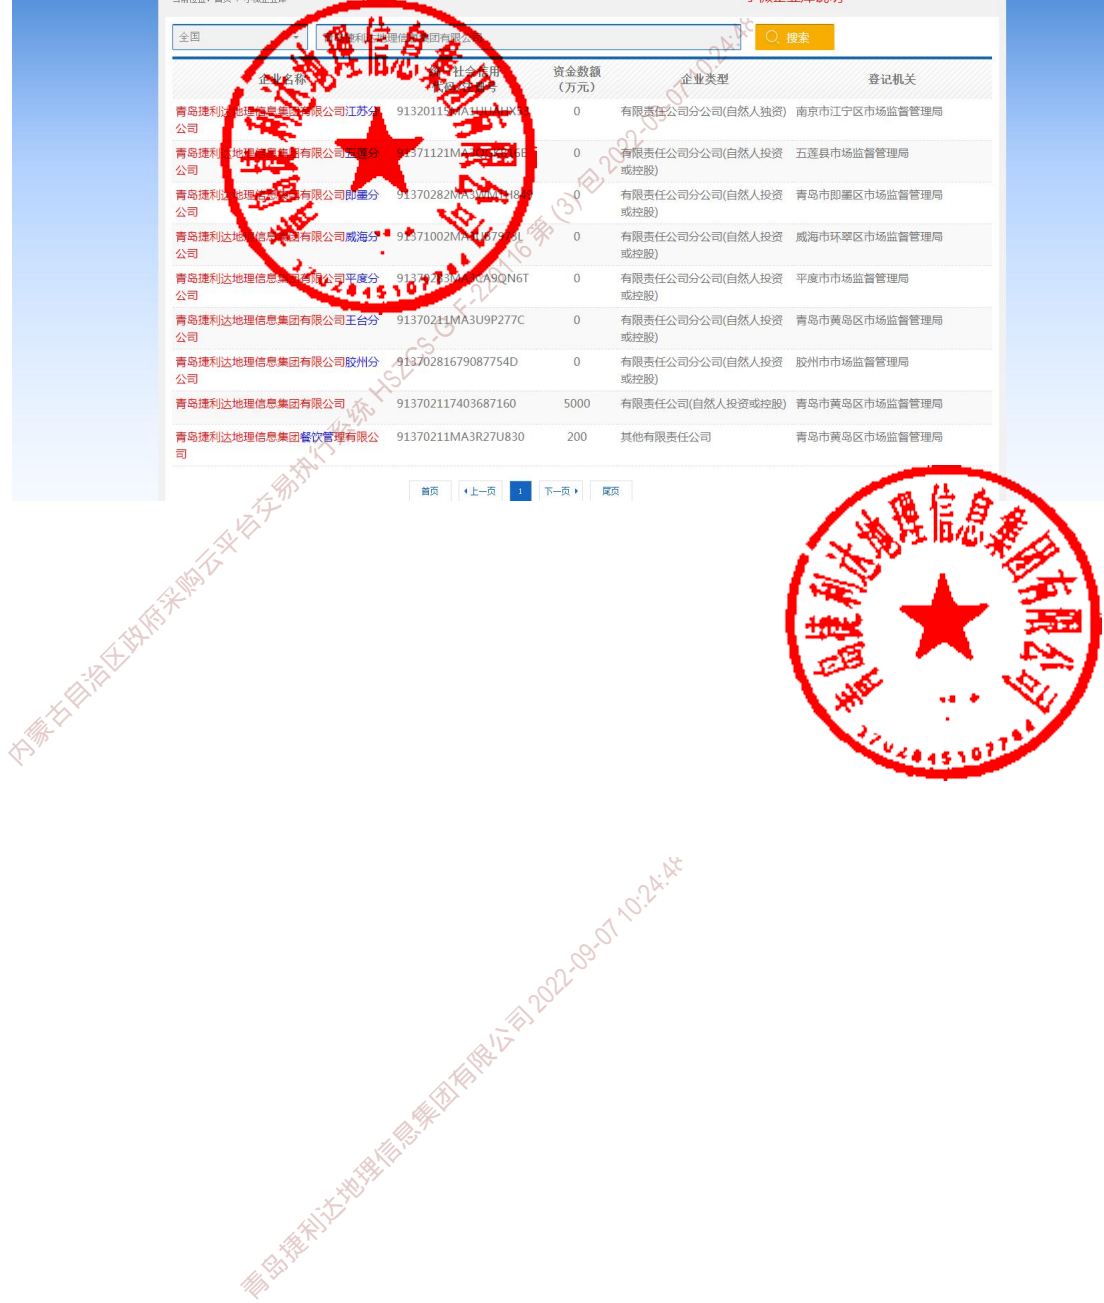 全国
搜索
企业名称
资金数额
（万元）
企业类型
登记机关
青岛捷利达地理信息集团有限公司江苏分
公司
0
有限责任公司分公司(自然人独资)
南京市江宁区市场监督管理局
青岛捷利达地理信息集团有限公司五莲分
公司
0
有限责任公司分公司(自然人投资
或控股)
五莲县市场监督管理局
青岛捷利达地理信息集团有限公司即墨分
公司
0
有限责任公司分公司(自然人投资
或控股)
青岛市即墨区市场监督管理局
青岛捷利达地理信息集团有限公司威海分
公司
0
有限责任公司分公司(自然人投资
或控股)
威海市环翠区市场监督管理局
青岛捷利达地理信息集团有限公司平度分
公司
0
有限责任公司分公司(自然人投资
或控股)
平度市市场监督管理局
青岛捷利达地理信息集团有限公司王台分
公司
91370211MA3U9P277C
0
有限责任公司分公司(自然人投资
或控股)
青岛市黄岛区市场监督管理局
青岛捷利达地理信息集团有限公司胶州分
公司
91370281679087754D
0
有限责任公司分公司(自然人投资
或控股)
胶州市市场监督管理局
青岛捷利达地理信息集团有限公司
913702117403687160
5000
有限责任公司(自然人投资或控股)
青岛市黄岛区市场监督管理局
青岛捷利达地理信息集团餐饮管理有限公
司
91370211MA3R27U830
200
其他有限责任公司
青岛市黄岛区市场监督管理局
首页
上一页
1
下一页
尾页
青岛捷利达地理信息集团有限公司
3702845107784
内蒙古自治区政府采购云平台交易执行系统 HSZCS-G-F-220116 第 (3) 包 2022-09-07 10:24:48
青岛捷利达地理信息集团有限公司 2022-09-07 10:24:48